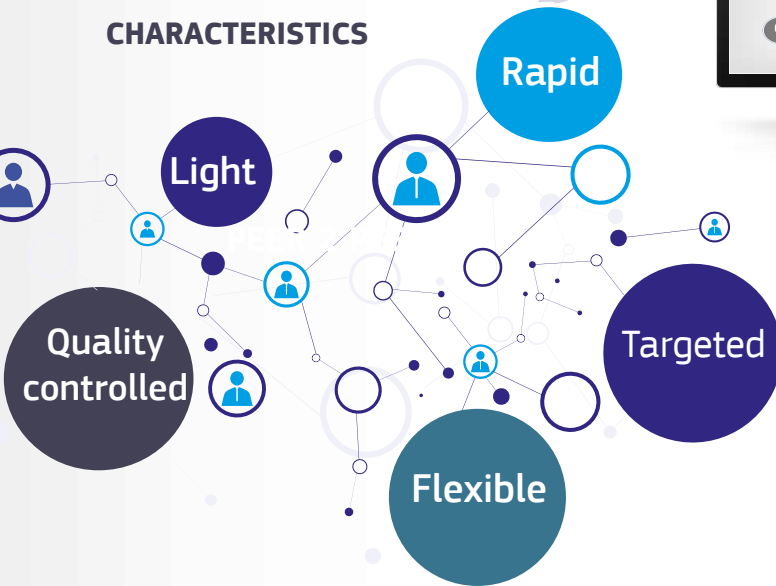 CHARACTERISTICS
Rapid
Light
Quality
controlled
Targeted
Flexible